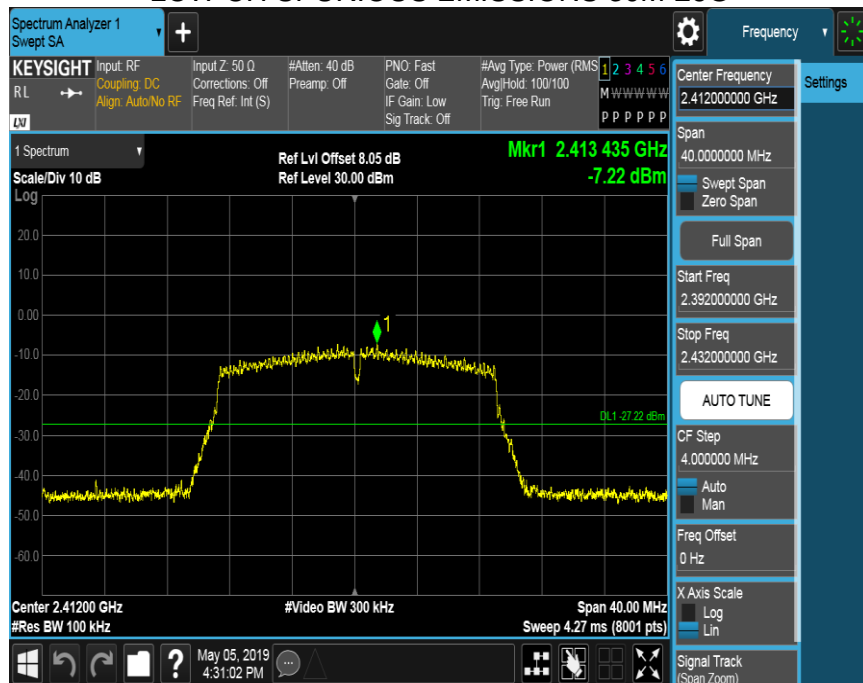 Spectrum Analyzer 1
Swept SA
+
Frequency
KEYSIGHT
RL
LXI
Input: RF
Coupling: DC
Align: Auto/No RF
Input Z: 50 Ω
Corrections: Off
Freq Ref: Int (S)
#Atten: 40 dB
Preamp: Off
PNO: Fast
Gate: Off
IF Gain: Low
Sig Track: Off
#Avg Type: Power (RMS
Avg|Hold: 100/100
Trig: Free Run
1 2 3 4 5 6
M W W W W W
P P P P P P
Center Frequency
2.412000000 GHz
Settings
Span
40.0000000 MHz
Swept Span
Zero Span
Full Span
Start Freq
2.392000000 GHz
Stop Freq
2.432000000 GHz
AUTO TUNE
CF Step
4.000000 MHz
Auto
Man
Freq Offset
0 Hz
X Axis Scale
Log
Lin
Signal Track
(Span Zoom)
1 Spectrum
Scale/Div 10 dB
Log
Ref Lvl Offset 8.05 dB
Ref Level 30.00 dBm
Mkr1 2.413 435 GHz
-7.22 dBm
20.0
10.0
0.00
1
-10.0
-20.0
DL1 -27.22 dBm
-30.0
-40.0
-50.0
-60.0
Center 2.41200 GHz
#Video BW 300 kHz
Span 40.00 MHz
#Res BW 100 kHz
Sweep 4.27 ms (8001 pts)
?
May 05, 2019
4:31:02 PM